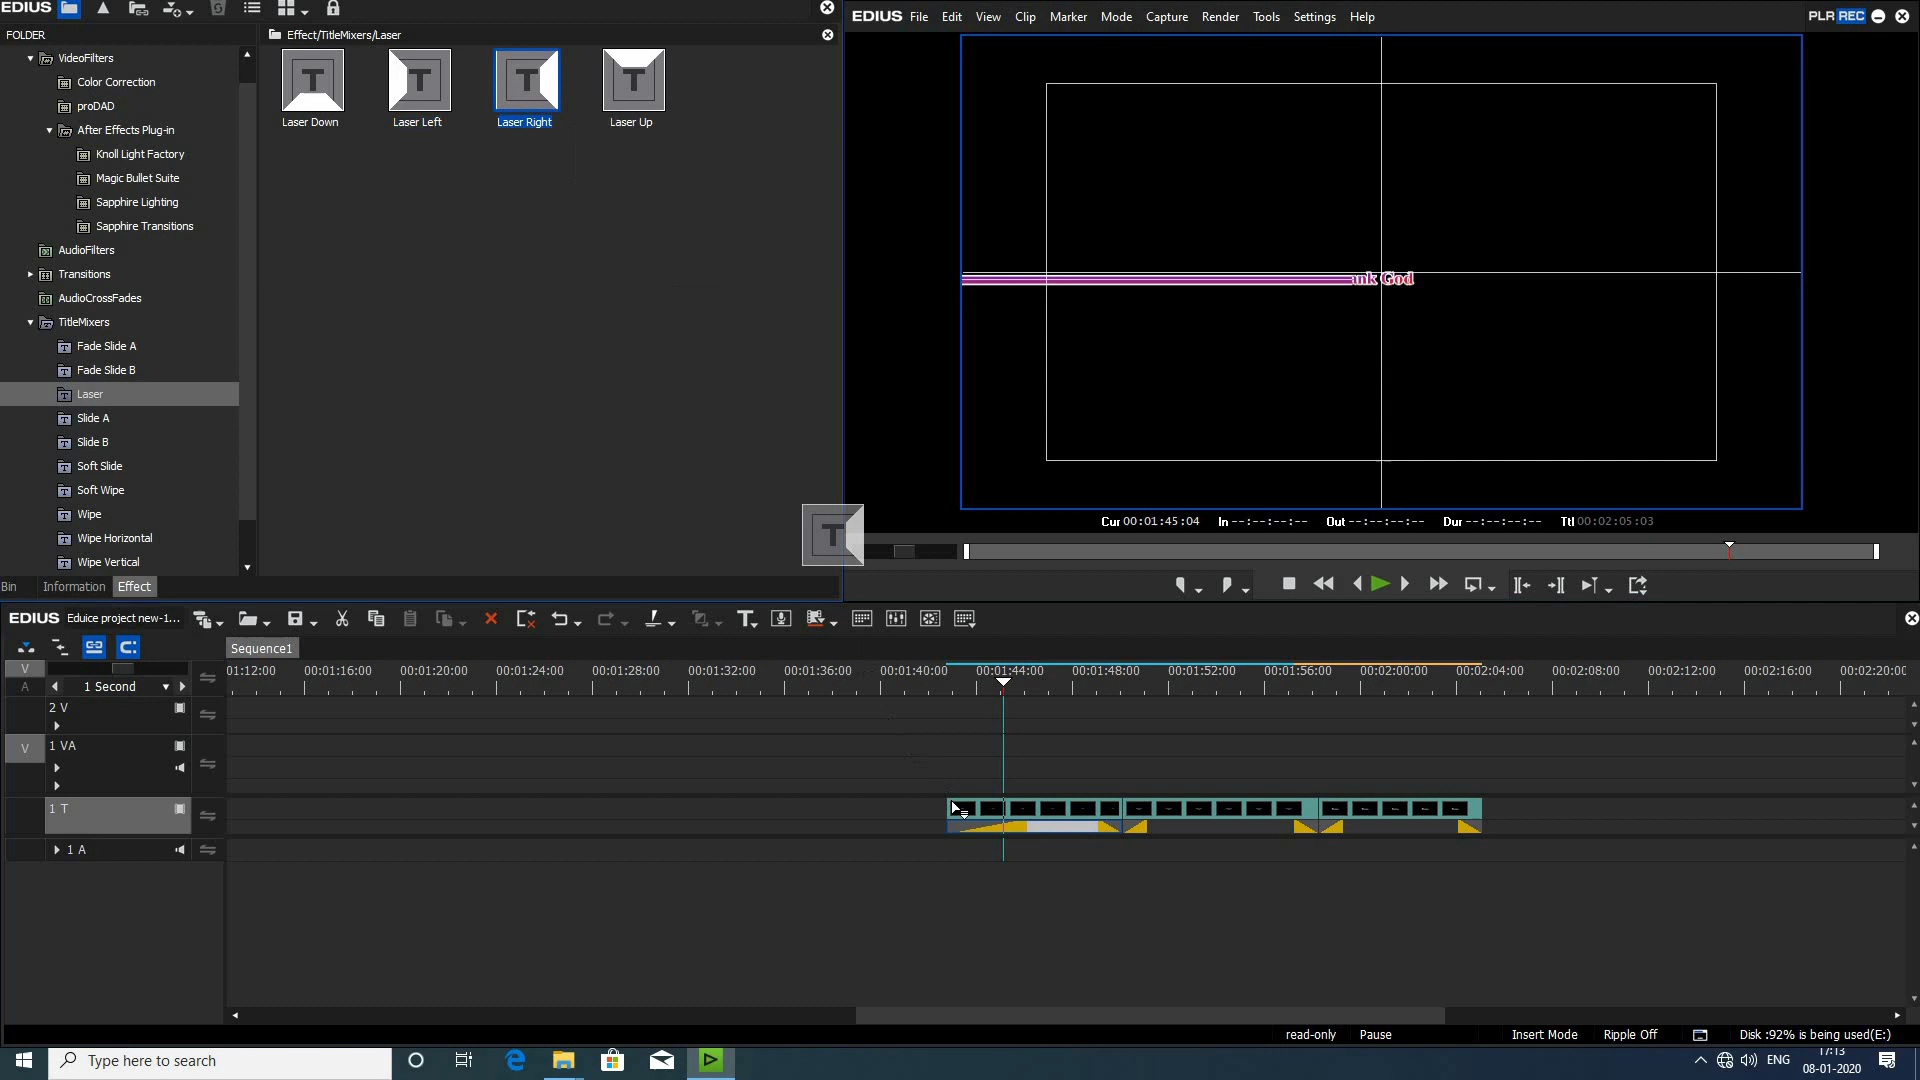 EDIUS
FOLDER
VideoFilters
Color Correction
proDAD
After Effects Plug-in
Knoll Light Factory
Magic Bullet Suite
Sapphire Lighting
Sapphire Transitions
AudioFilters
Transitions
AudioCrossFades
TitleMixers
Fade Slide A
Fade Slide B
Laser
Slide A
Slide B
Soft Slide
Soft Wipe
Wipe
Wipe Horizontal
Wipe Vertical
Bin Information Effect
Effect/TitleMixers/Laser
Laser Down Laser Left Laser Right Laser Up
EDIUS File Edit View Clip Marker Mode Capture Render Tools Settings Help PLR REC
ank God
Cur 00:01:45:04 In --:--:--:-- Out --:--:--:-- Dur --:--:--:-- Ttl 00:02:05:03
EDIUS Eduice project new-1...
Sequence1
01:12:00 00:01:16:00 00:01:20:00 00:01:24:00 00:01:28:00 00:01:32:00 00:01:36:00 00:01:40:00 00:01:44:00 00:01:48:00 00:01:52:00 00:01:56:00 00:02:00:00 00:02:04:00 00:02:08:00 00:02:12:00 00:02:16:00 00:02:20:00
V
A
1 Second
2 V
V
1 VA
1 T
1 A
read-only Pause Insert Mode Ripple Off Disk :92% is being used(E:)
Type here to search
ENG
17:13
08-01-2020